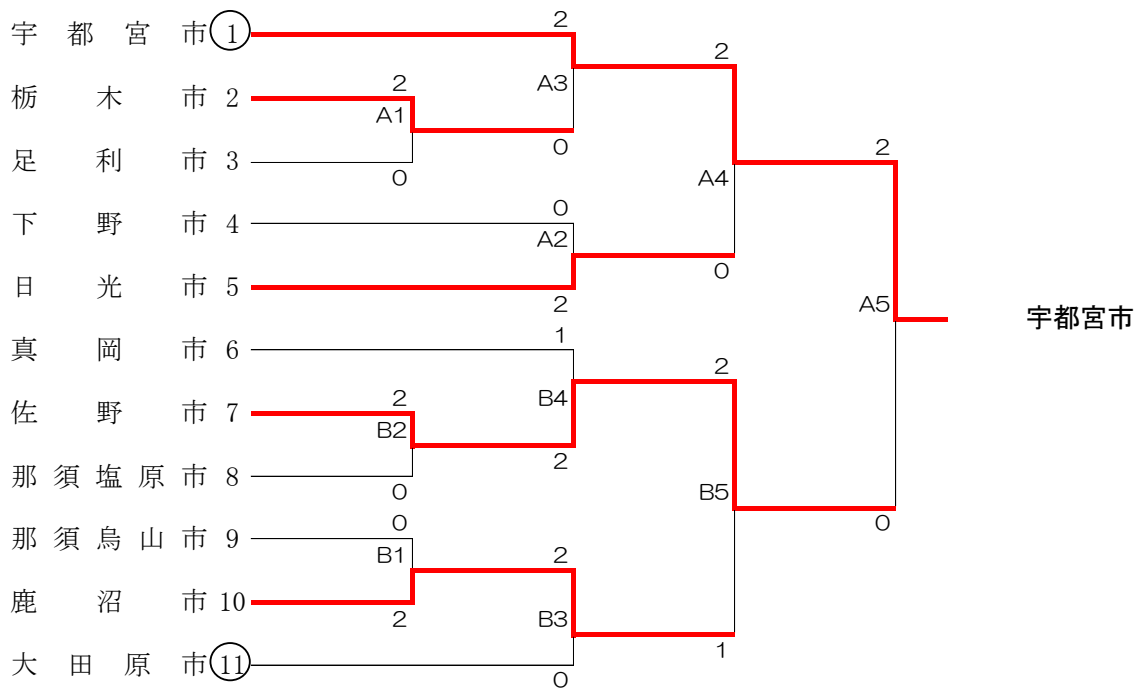 宇都宮市 1 2
2
栃木市 2 2 A3
A1 2
足利市 3 0
0 A4
下野市 4 0
A2
0
日光市 5 2 A5 宇都宮市
真岡市 6 1
2
佐野市 7 2 B4
B2
那須塩原市 8 2
0 B5
那須烏山市 9 0 0
B1 2
鹿沼市 10 2 B3
1
大田原市 11 0